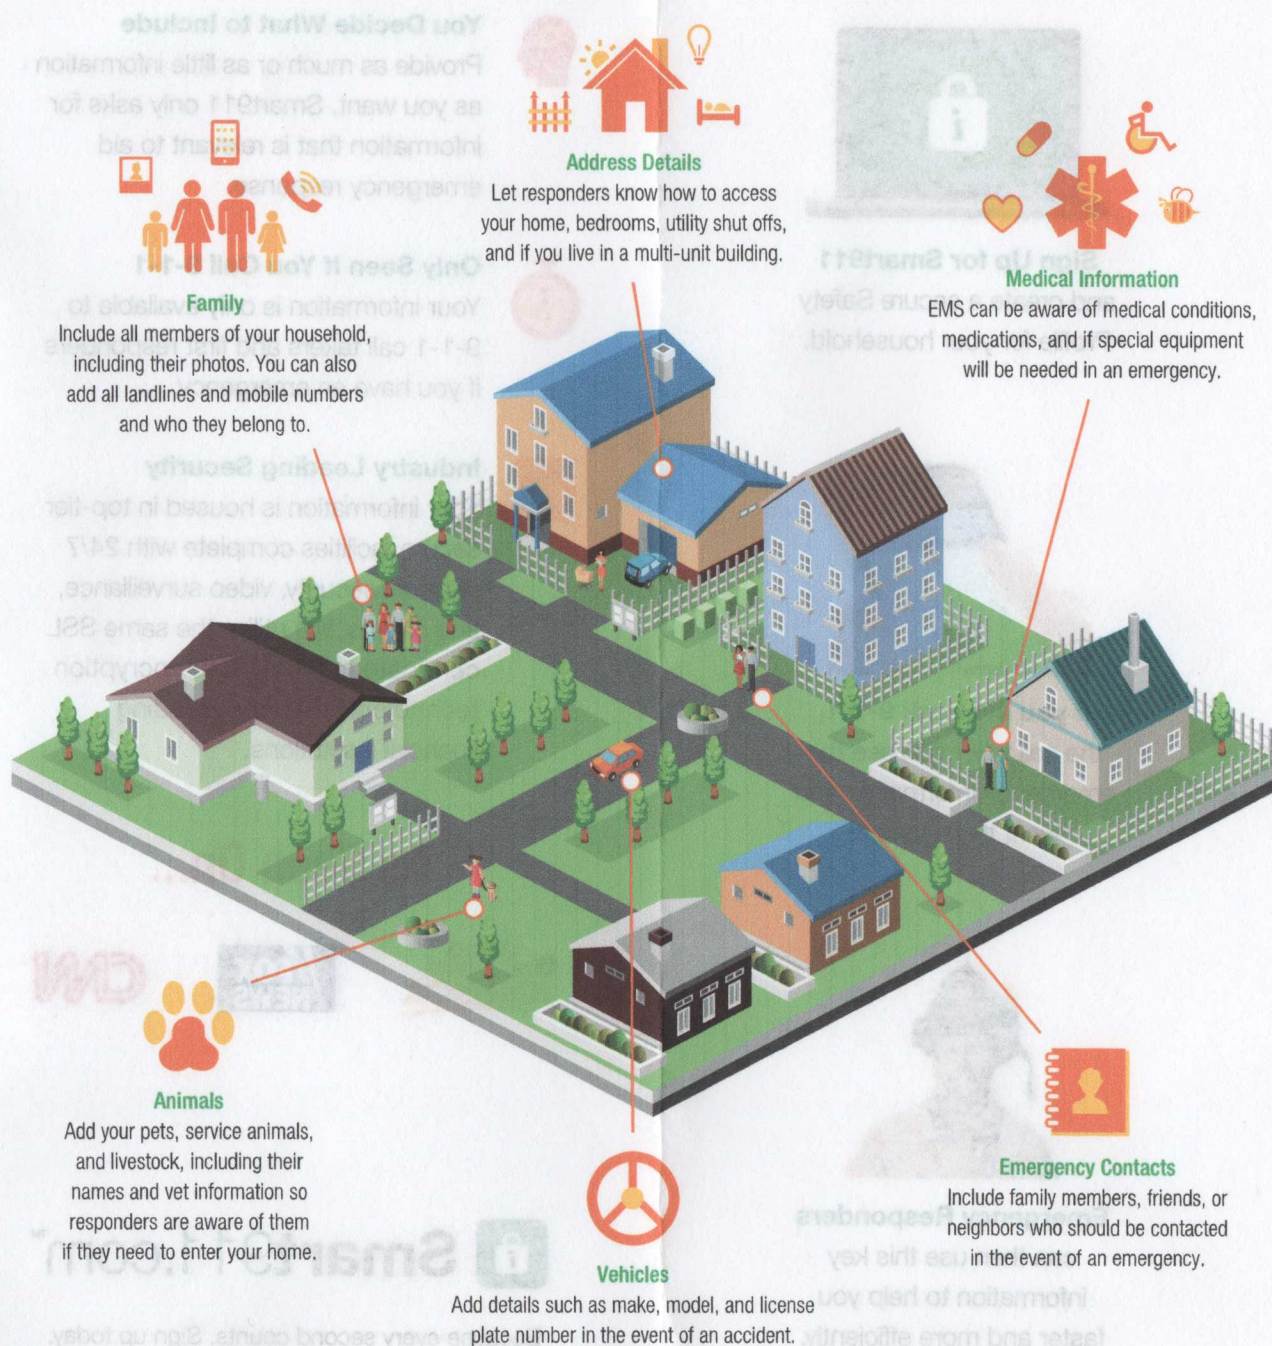 Address Details
Let responders know how to access
your home, bedrooms, utility shut offs,
and if you live in a multi-unit building.
Family
Include all members of your household,
including their photos. You can also
add all landlines and mobile numbers
and who they belong to.
Medical Information
EMS can be aware of medical conditions,
medications, and if special equipment
will be needed in an emergency.
Animals
Add your pets, service animals,
and livestock, including their
names and vet information so
responders are aware of them
if they need to enter your home.
Vehicles
Add details such as make, model, and license
plate number in the event of an accident.
Emergency Contacts
Include family members, friends, or
neighbors who should be contacted
in the event of an emergency.